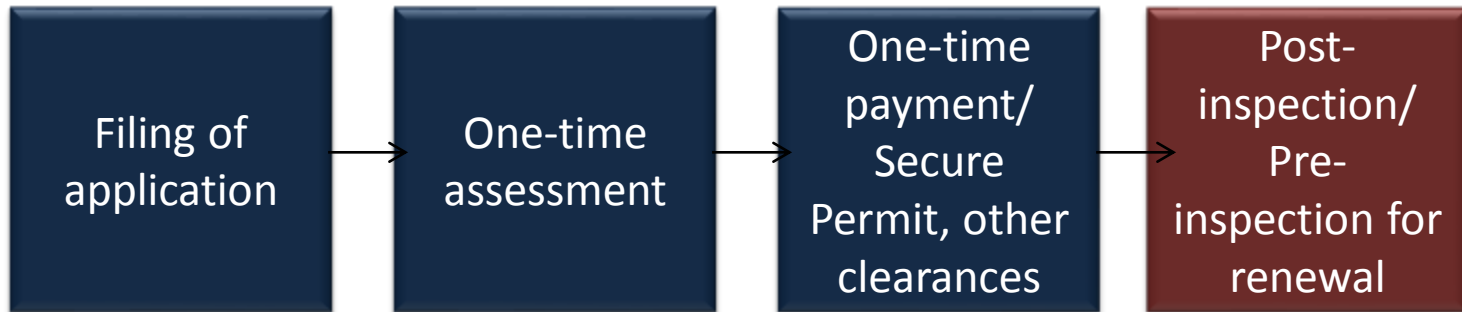 Filing of
application
One-time
assessment
One-time
payment/
Secure
Permit, other
clearances
Post-
inspection/
Pre-
inspection for
renewal